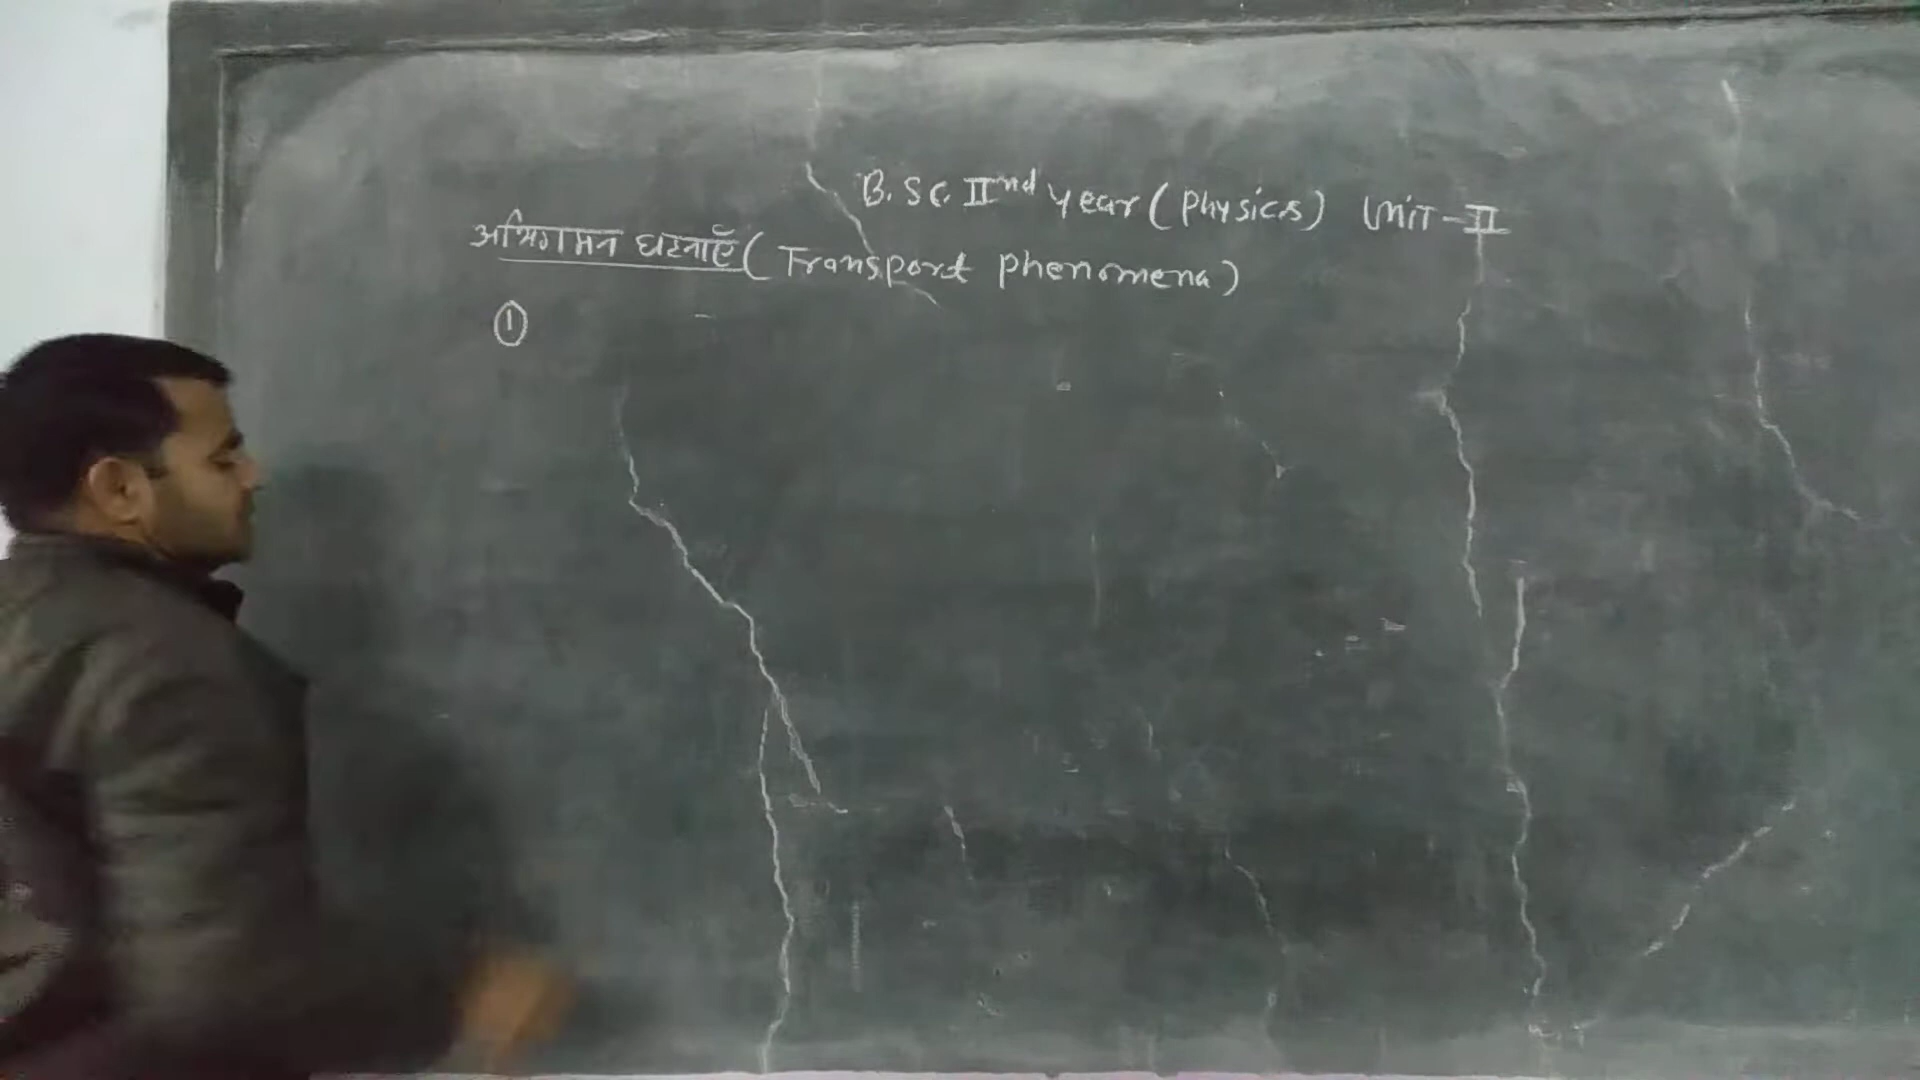 B.Sc. IInd year (Physics) UNIT-II
अभिगमन घटनाएँ (Transport phenomena)
①